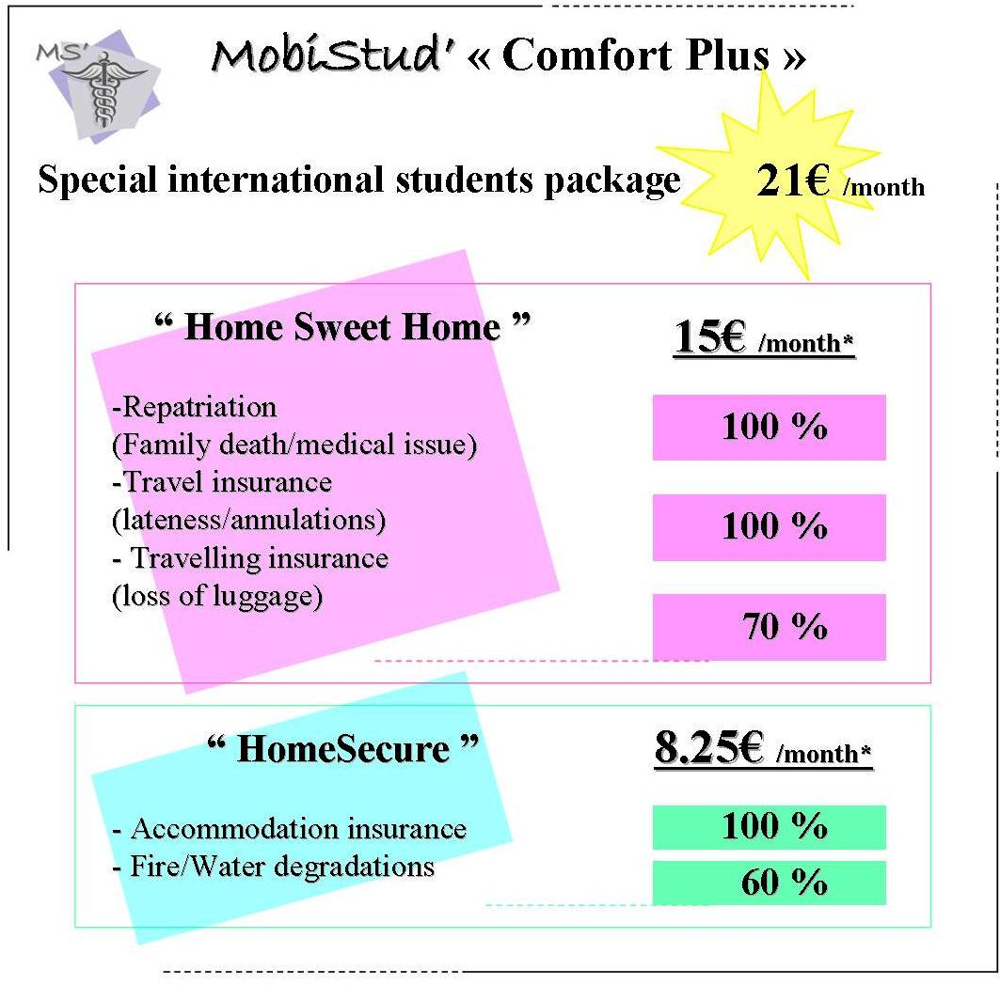 MS'
MobiStud' « Comfort Plus »
Special international students package 21€ /month
“ Home Sweet Home ” 15€ /month*
-Repatriation
(Family death/medical issue) 100 %
-Travel insurance
(lateness/annulations) 100 %
- Travelling insurance
(loss of luggage) 70 %
“ HomeSecure ” 8.25€ /month*
- Accommodation insurance 100 %
- Fire/Water degradations 60 %